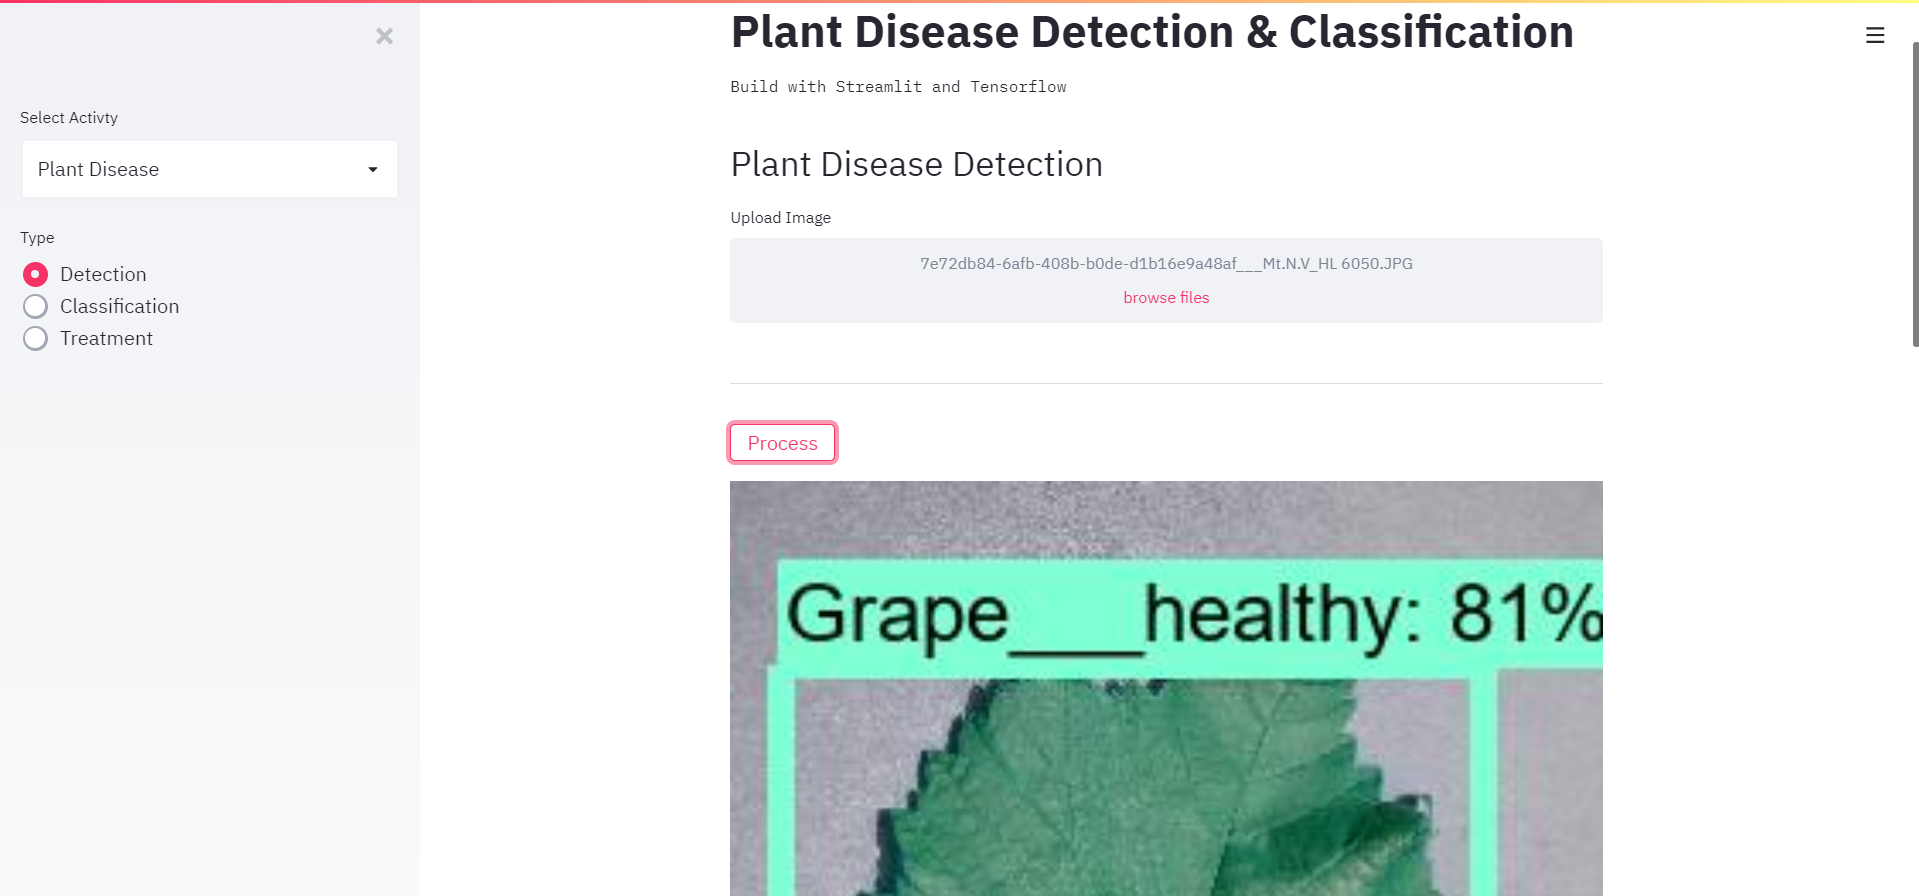 Select Activty
Plant Disease
Type
Detection
Classification
Treatment
Plant Disease Detection & Classification
Build with Streamlit and Tensorflow
Plant Disease Detection
Upload Image
7e72db84-6afb-408b-b0de-d1b16e9a48af___Mt.N.V_HL 6050.JPG
browse files
Process
Grape___healthy: 81%